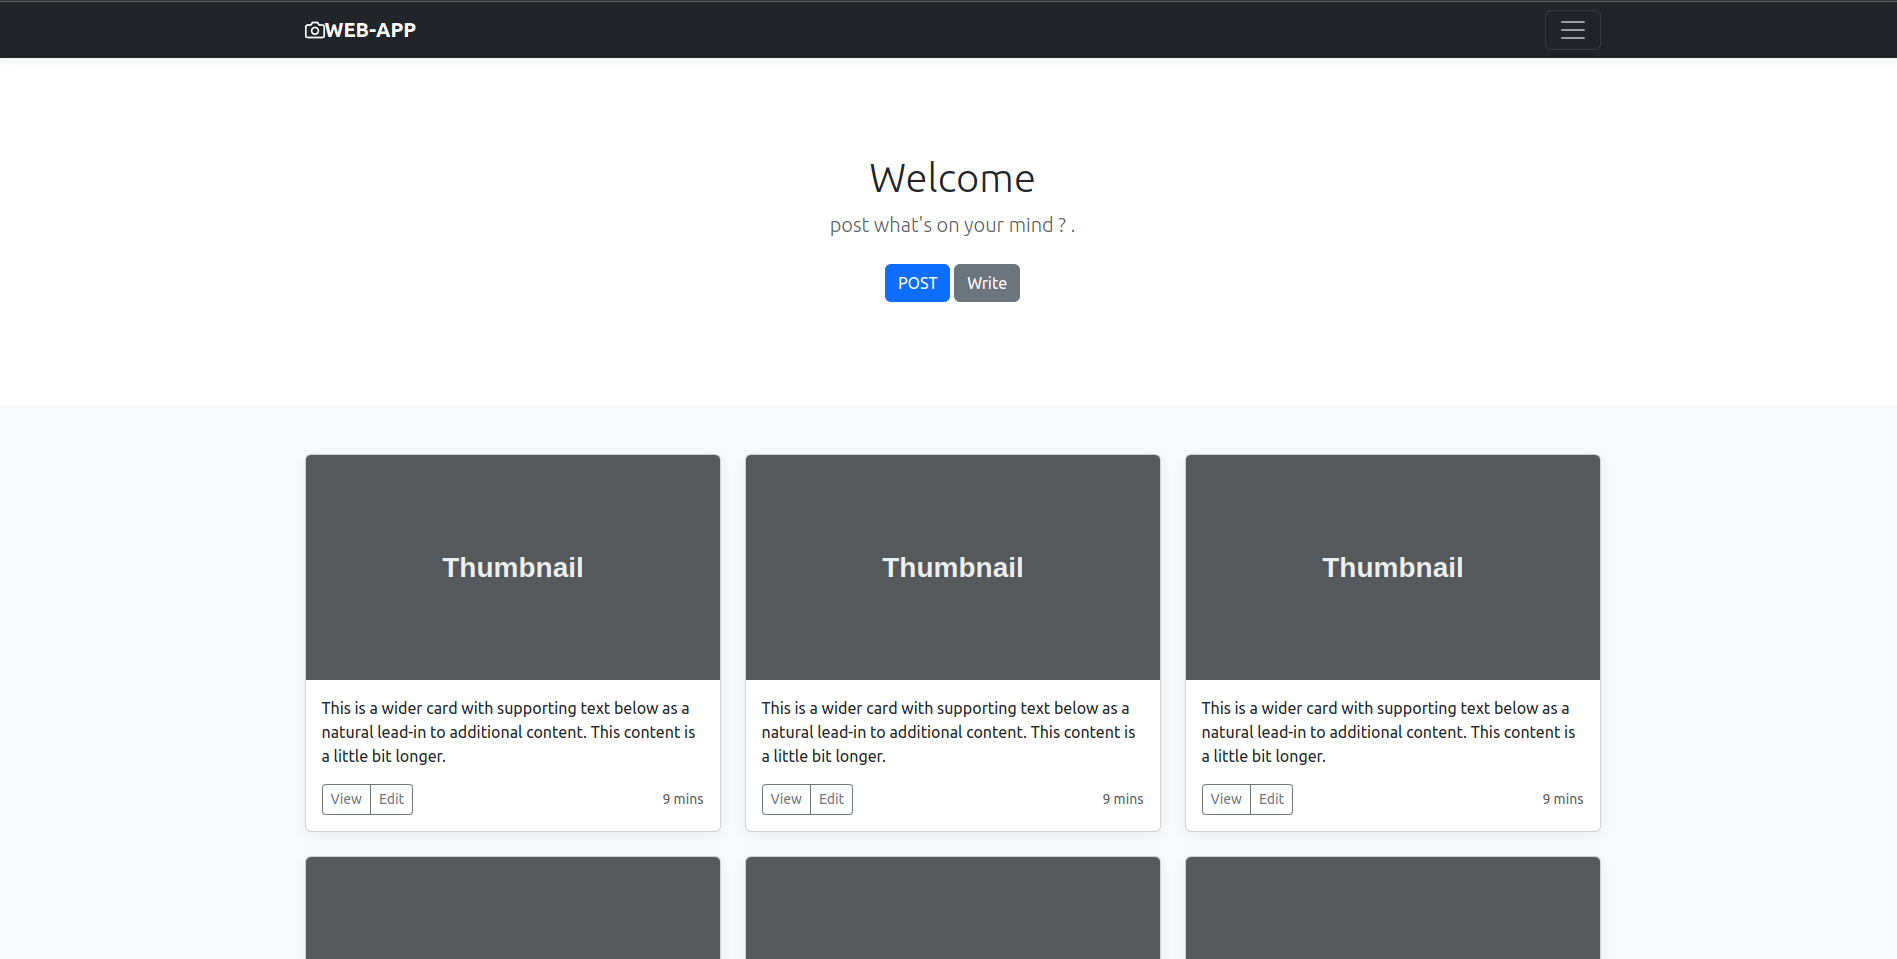 WEB-APP
Welcome
post what's on your mind ? .
POST Write
Thumbnail
This is a wider card with supporting text below as a
natural lead-in to additional content. This content is
a little bit longer.
View Edit 9 mins
Thumbnail
This is a wider card with supporting text below as a
natural lead-in to additional content. This content is
a little bit longer.
View Edit 9 mins
Thumbnail
This is a wider card with supporting text below as a
natural lead-in to additional content. This content is
a little bit longer.
View Edit 9 mins